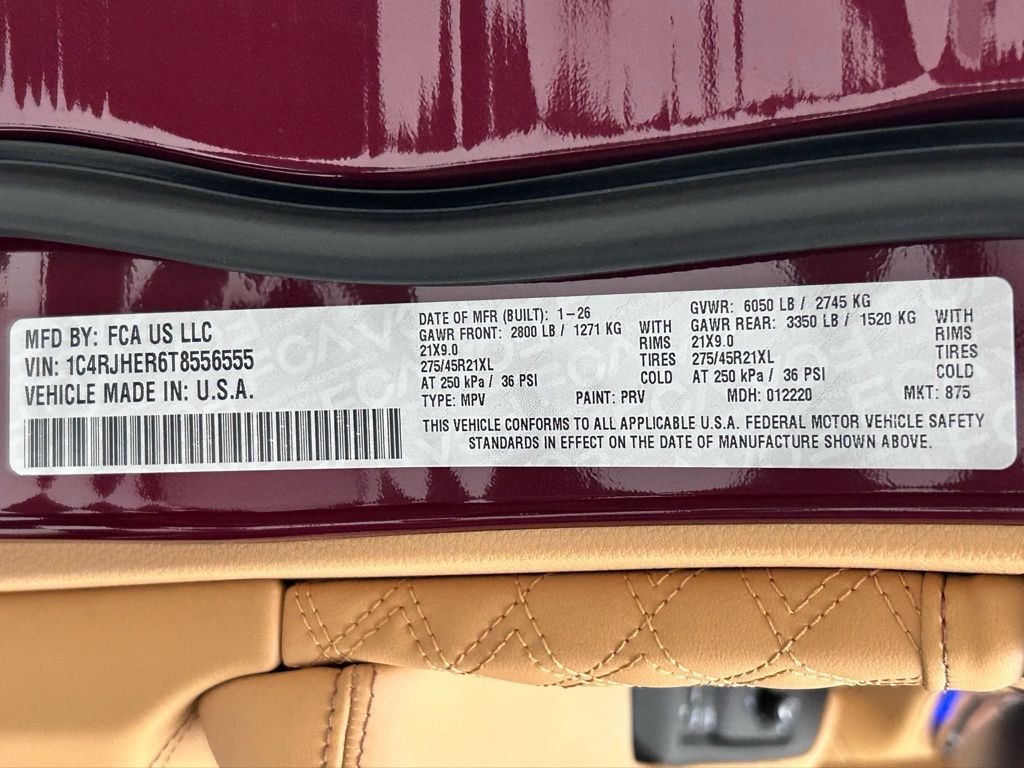 MFD BY: FCA US LLC
VIN: 1C4RJHER6T8556555
VEHICLE MADE IN: U.S.A.
DATE OF MFR (BUILT): 1-26 GVWR: 6050 LB / 2745 KG
GAWR FRONT: 2800 LB / 1271 KG WITH GAWR REAR: 3350 LB / 1520 KG WITH
21X9.0 RIMS 21X9.0 RIMS
275/45R21XL TIRES 275/45R21XL TIRES
AT 250 kPa / 36 PSI COLD AT 250 kPa / 36 PSI COLD
TYPE: MPV PAINT: PRV MDH: 012220 MKT: 875
THIS VEHICLE CONFORMS TO ALL APPLICABLE U.S.A. FEDERAL MOTOR VEHICLE SAFETY
STANDARDS IN EFFECT ON THE DATE OF MANUFACTURE SHOWN ABOVE.